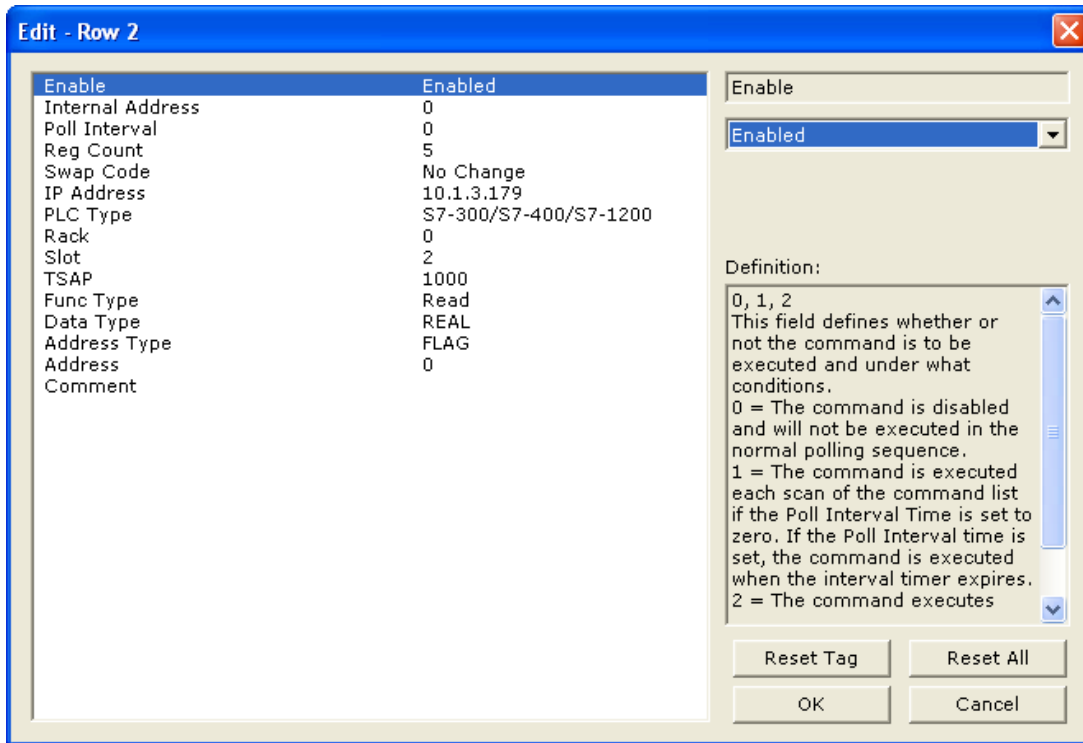 Edit - Row 2
Enable Enabled
Internal Address 0
Poll Interval 0
Reg Count 5
Swap Code No Change
IP Address 10.1.3.179
PLC Type S7-300/S7-400/S7-1200
Rack 0
Slot 2
TSAP 1000
Func Type Read
Data Type REAL
Address Type FLAG
Address 0
Comment
Enable
Enabled
Definition:
0, 1, 2
This field defines whether or
not the command is to be
executed and under what
conditions.
0 = The command is disabled
and will not be executed in the
normal polling sequence.
1 = The command is executed
each scan of the command list
if the Poll Interval Time is set to
zero. If the Poll Interval time is
set, the command is executed
when the interval timer expires.
2 = The command executes
Reset Tag Reset All
OK Cancel